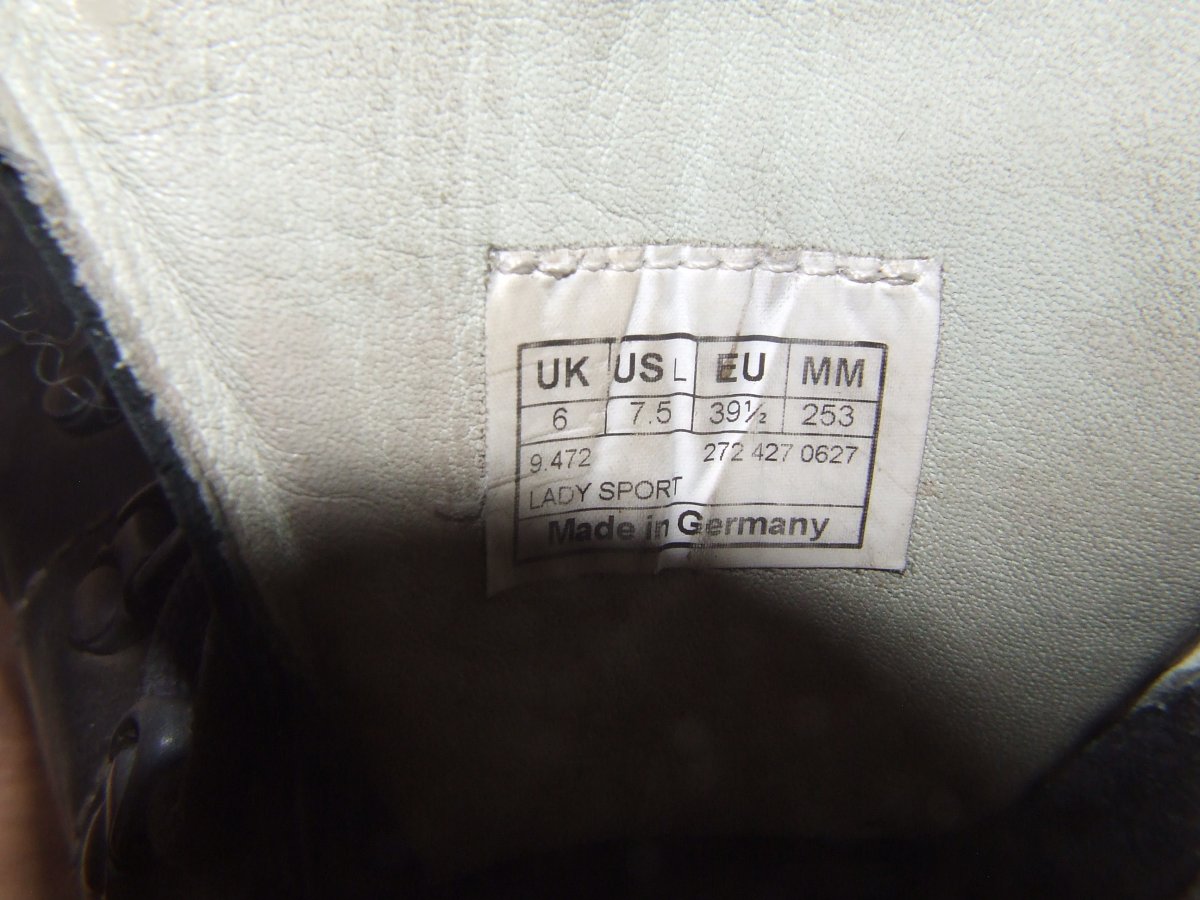 UK US L EU MM
6 7.5 39½ 253
9.472 272 427 0627
LADY SPORT
Made in Germany